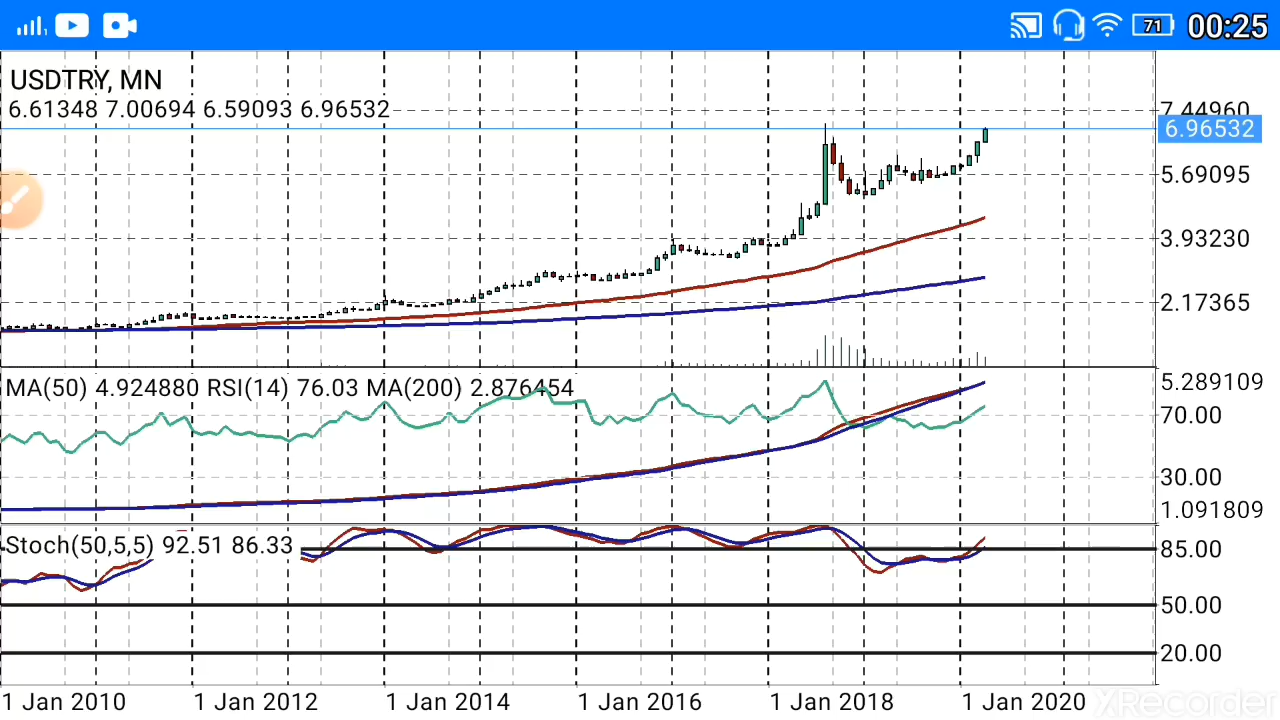 71 00:25
USDTRY, MN
6.61348 7.00694 6.59093 6.96532
7.44960
6.96532
5.69095
3.93230
2.17365
MA(50) 4.924880 RSI(14) 76.03 MA(200) 2.876454
5.289109
70.00
30.00
1.091809
Stoch(50,5,5) 92.51 86.33
85.00
50.00
20.00
1 Jan 2010 1 Jan 2012 1 Jan 2014 1 Jan 2016 1 Jan 2018 1 Jan 2020
XRecorder